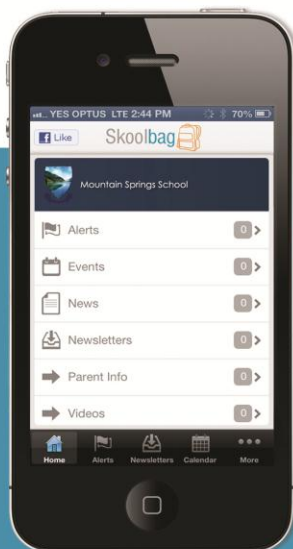 YES OPTUS LTE 2:44 PM 70%
f Like Skoolbag
Mountain Springs School
Alerts 0
Events 0
News 0
Newsletters 0
Parent Info 0
Videos 0
Home Alerts Newsletters Calendar More